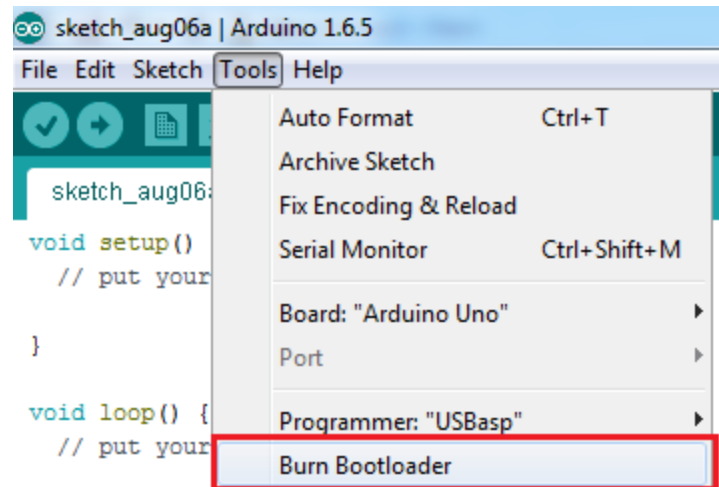 sketch_aug06a | Arduino 1.6.5
File Edit Sketch Tools Help
Auto Format Ctrl+T
Archive Sketch
sketch_aug06a
Fix Encoding & Reload
void setup()
Serial Monitor Ctrl+Shift+M
// put your
Board: "Arduino Uno"
}
Port
void loop() {
Programmer: "USBasp"
// put your
Burn Bootloader